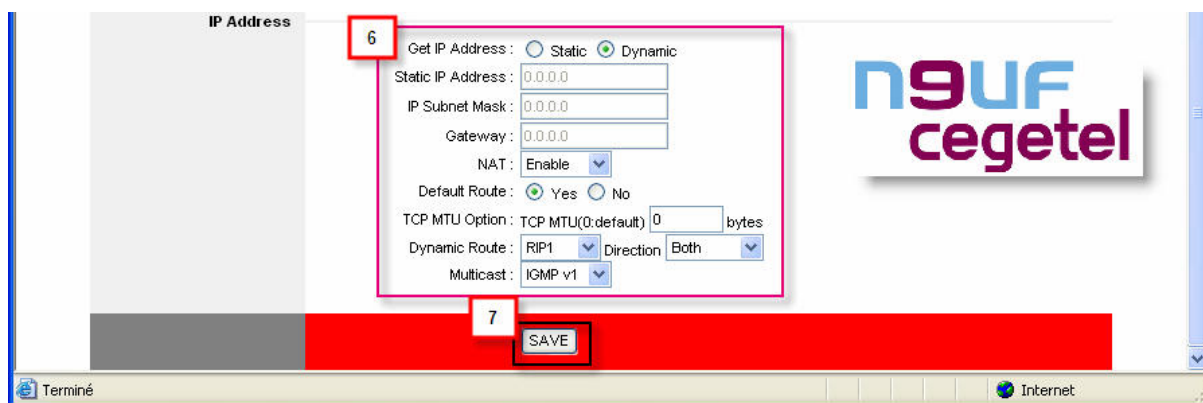 IP Address
6
Get IP Address : Static Dynamic
Static IP Address : 0.0.0.0
IP Subnet Mask : 0.0.0.0
Gateway : 0.0.0.0
NAT : Enable
Default Route : Yes No
TCP MTU Option : TCP MTU(0:default) 0 bytes
Dynamic Route : RIP1 Direction Both
Multicast : IGMP v1
n9uf
cegetel
7
SAVE
Terminé Internet